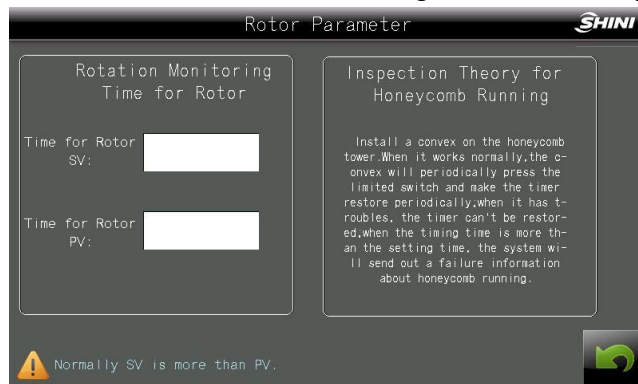 Rotor Parameter
SHINI
Rotation Monitoring
Time for Rotor
Time for Rotor
SV:
Time for Rotor
PV:
Inspection Theory for
Honeycomb Running
Install a convex on the honeycomb
tower.When it works normally,the c-
onvex will periodically press the
limited switch and make the timer
restore periodically;when it has t-
roubles, the timer can't be restor-
ed;when the timing time is more th-
an the setting time, the system wi-
ll send out a failure information
about honeycomb running.
Normally SV is more than PV.